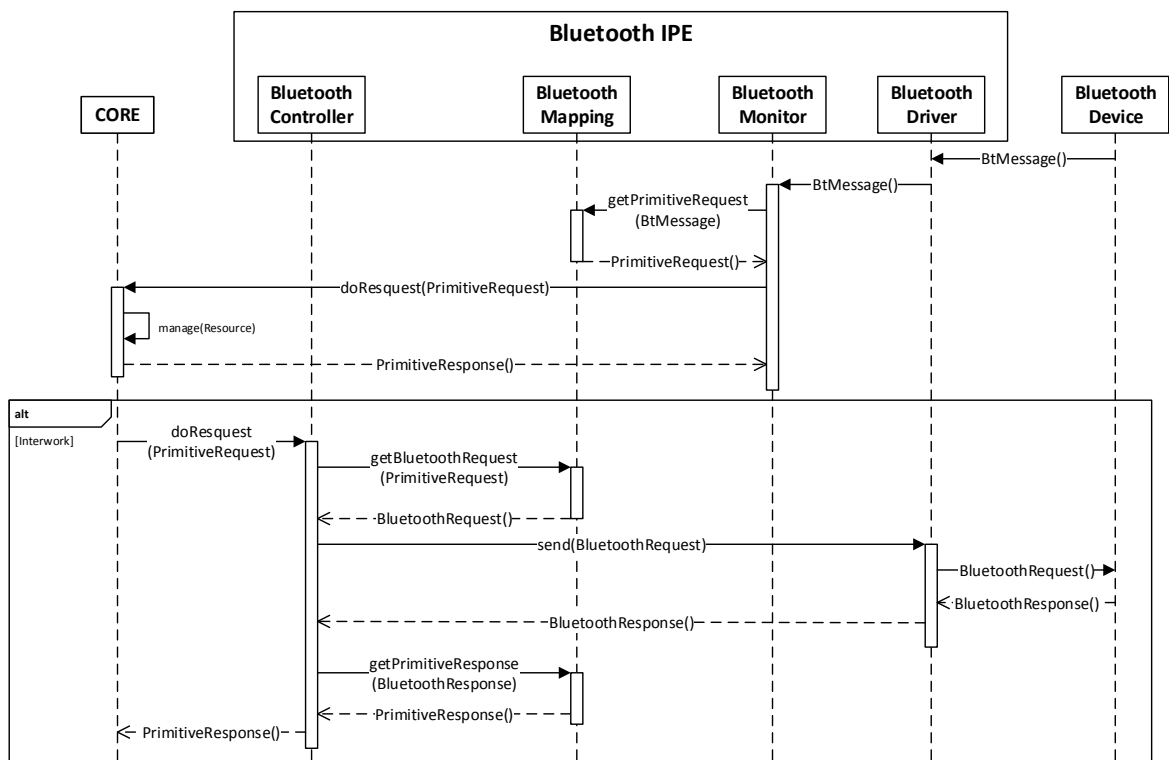 Bluetooth IPE
CORE
Bluetooth
Controller
Bluetooth
Mapping
Bluetooth
Monitor
Bluetooth
Driver
Bluetooth
Device
BtMessage()
BtMessage()
getPrimitiveRequest
(BtMessage)
PrimitiveRequest()
doResquest(PrimitiveRequest)
manage(Resource)
PrimitiveResponse()
alt
[Interwork]
doResquest
(PrimitiveRequest)
getBluetoothRequest
(PrimitiveRequest)
BluetoothRequest()
send(BluetoothRequest)
BluetoothRequest()
BluetoothResponse()
BluetoothResponse()
getPrimitiveResponse
(BluetoothResponse)
PrimitiveResponse()
PrimitiveResponse()